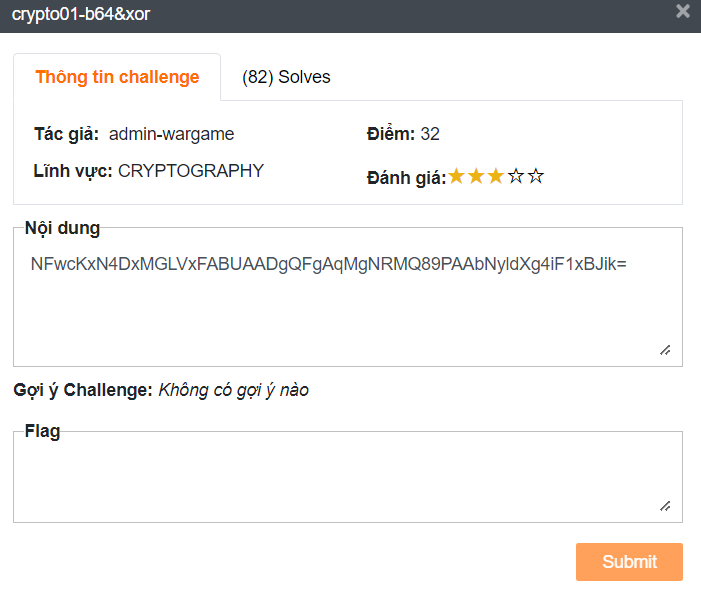 crypto01-b64&xor
Thông tin challenge (82) Solves
Tác giả: admin-wargame Điểm: 32
Lĩnh vực: CRYPTOGRAPHY Đánh giá:
Nội dung
NFwcKxN4DxMGLVxFABUAADgQFgAqMgNRMQ89PAAbNyldXg4iF1xBJik=
Gợi ý Challenge: Không có gợi ý nào
Flag
Submit